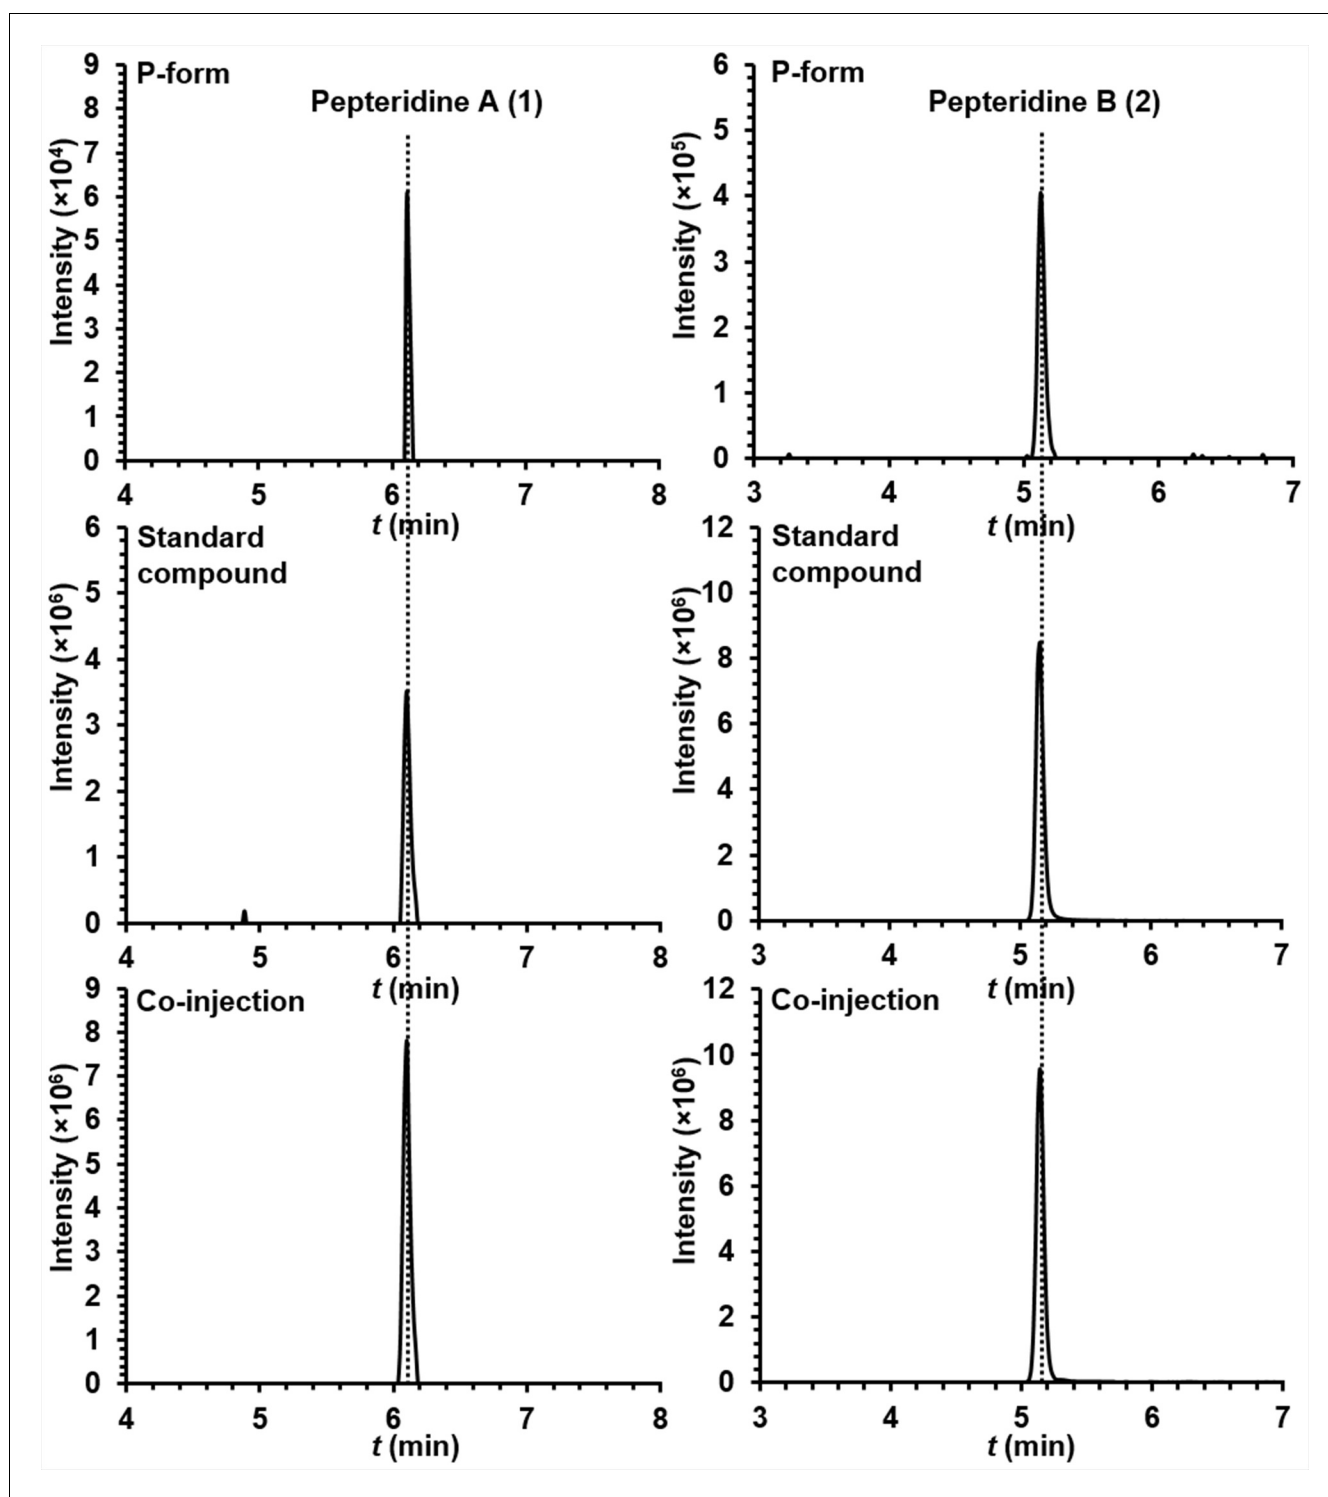 P-form
Pepteridine A (1)
Intensity (×10⁴)
9
8
7
6
5
4
3
2
1
0
4 5 6 7 8
t (min)
P-form
Pepteridine B (2)
Intensity (×10⁵)
6
5
4
3
2
1
0
3 4 5 6 7
t (min)
Standard
compound
Intensity (×10⁶)
6
5
4
3
2
1
0
4 5 6 7 8
t (min)
Standard
compound
Intensity (×10⁶)
12
10
8
6
4
2
0
3 4 5 6 7
t (min)
Co-injection
Intensity (×10⁶)
9
8
7
6
5
4
3
2
1
0
4 5 6 7 8
t (min)
Co-injection
Intensity (×10⁶)
12
10
8
6
4
2
0
3 4 5 6 7
t (min)